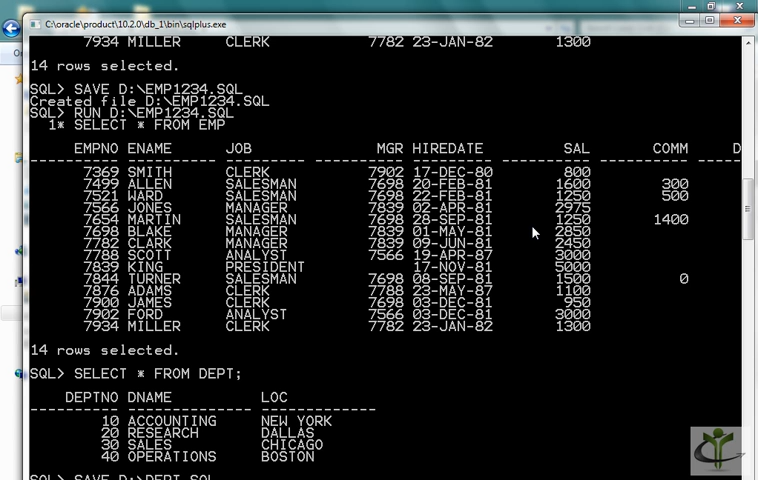 C:\oracle\product\10.2.0\db_1\bin\sqlplus.exe
7934 MILLER CLERK 7782 23-JAN-82 1300
14 rows selected.
SQL> SAVE D:\EMP1234.SQL
Created file D:\EMP1234.SQL
SQL> RUN D:\EMP1234.SQL
1* SELECT * FROM EMP
EMPNO ENAME JOB MGR HIREDATE SAL COMM D
---------- ---------- --------- ---------- --------- ---------- ---------- -----
7369 SMITH CLERK 7902 17-DEC-80 800
7499 ALLEN SALESMAN 7698 20-FEB-81 1600 300
7521 WARD SALESMAN 7698 22-FEB-81 1250 500
7566 JONES MANAGER 7839 02-APR-81 2975
7654 MARTIN SALESMAN 7698 28-SEP-81 1250 1400
7698 BLAKE MANAGER 7839 01-MAY-81 2850
7782 CLARK MANAGER 7839 09-JUN-81 2450
7788 SCOTT ANALYST 7566 19-APR-87 3000
7839 KING PRESIDENT 17-NOV-81 5000
7844 TURNER SALESMAN 7698 08-SEP-81 1500 0
7876 ADAMS CLERK 7788 23-MAY-87 1100
7900 JAMES CLERK 7698 03-DEC-81 950
7902 FORD ANALYST 7566 03-DEC-81 3000
7934 MILLER CLERK 7782 23-JAN-82 1300
14 rows selected.
SQL> SELECT * FROM DEPT;
DEPTNO DNAME LOC
---------- -------------- -------------
10 ACCOUNTING NEW YORK
20 RESEARCH DALLAS
30 SALES CHICAGO
40 OPERATIONS BOSTON
SQL> SAVE D:>DEPT.SQL